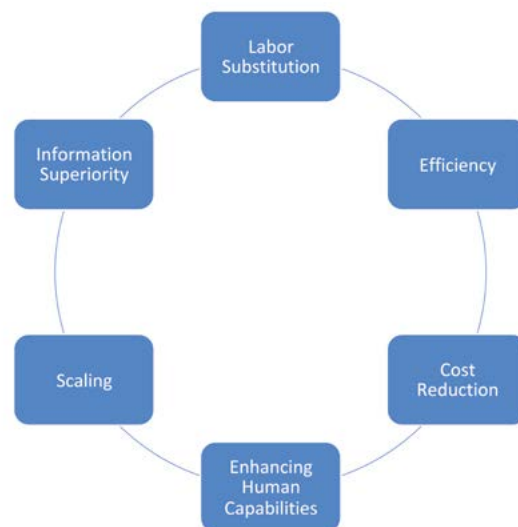 Labor
Substitution
Efficiency
Cost
Reduction
Enhancing
Human
Capabilities
Scaling
Information
Superiority